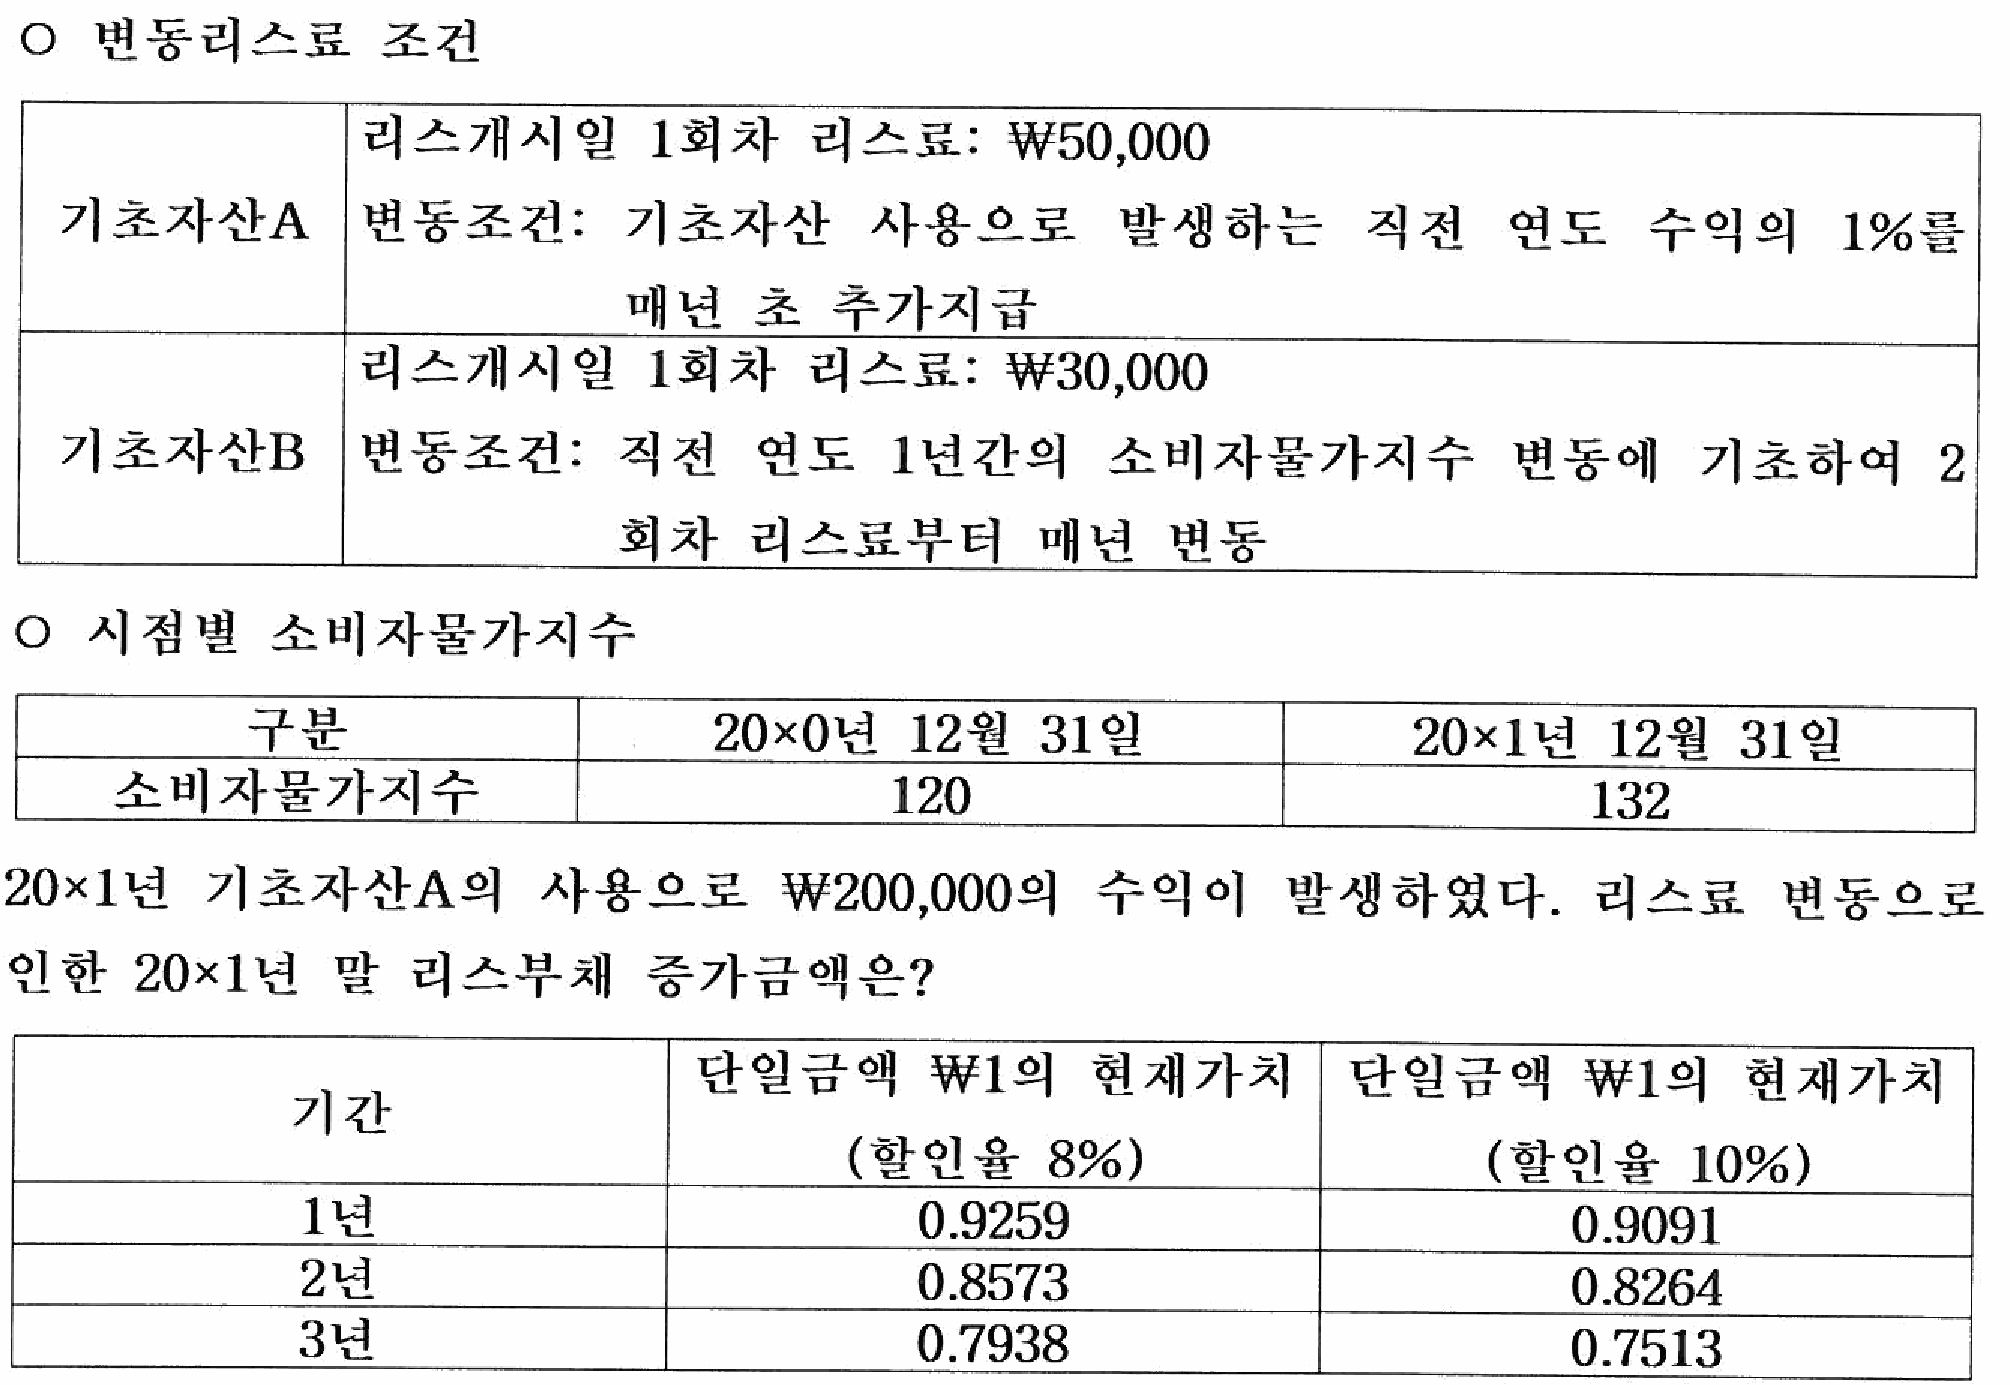 ○ 변동리스료 조건
기초자산A
리스개시일 1회차 리스료: ₩50,000
변동조건: 기초자산 사용으로 발생하는 직전 연도 수익의 1%를
매년 초 추가지급
기초자산B
리스개시일 1회차 리스료: ₩30,000
변동조건: 직전 연도 1년간의 소비자물가지수 변동에 기초하여 2
회차 리스료부터 매년 변동
○ 시점별 소비자물가지수
구분 20×0년 12월 31일 20×1년 12월 31일
소비자물가지수 120 132
20×1년 기초자산A의 사용으로 ₩200,000의 수익이 발생하였다. 리스료 변동으로
인한 20×1년 말 리스부채 증가금액은?
기간
단일금액 ₩1의 현재가치 단일금액 ₩1의 현재가치
(할인율 8%) (할인율 10%)
1년 0.9259 0.9091
2년 0.8573 0.8264
3년 0.7938 0.7513